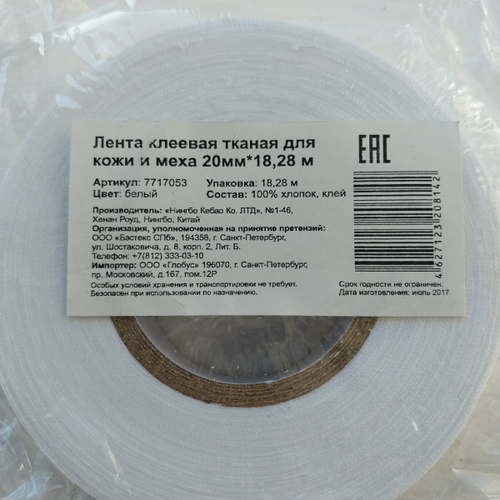 Лента клеевая тканая для
кожи и меха 20мм*18,28 м
EAC
Артикул: 7717053 Упаковка: 18,28 м
Цвет: белый Состав: 100% хлопок, клей
Производитель: «Нингбо Кебао Ко. ЛТД», №1-46,
Хенан Роуд, Нингбо, Китай
Организация, уполномоченная на принятие претензий:
ООО «Бэстекс СПб», 194358, г. Санкт-Петербург,
ул. Шостаковича, д. 8, корп. 2, Лит. Б.
Телефон: +7(812) 333-03-10
Импортер: ООО «Глобус» 196070, г. Санкт-Петербург,
пр. Московский, д.167, пом.12Р
Особых условий хранения и транспортировки не требует.
Безопасен при использовании по назначению.
4627123208142
Срок годности не ограничен.
Дата изготовления: июль 2017